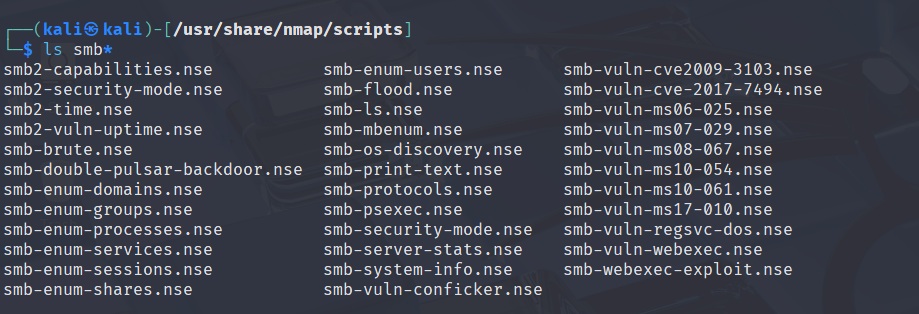 ┌──(kali㉿kali)-[/usr/share/nmap/scripts]
└─$ ls smb*
smb2-capabilities.nse smb-enum-users.nse smb-vuln-cve2009-3103.nse
smb2-security-mode.nse smb-flood.nse smb-vuln-cve-2017-7494.nse
smb2-time.nse smb-ls.nse smb-vuln-ms06-025.nse
smb2-vuln-uptime.nse smb-mbenum.nse smb-vuln-ms07-029.nse
smb-brute.nse smb-os-discovery.nse smb-vuln-ms08-067.nse
smb-double-pulsar-backdoor.nse smb-print-text.nse smb-vuln-ms10-054.nse
smb-enum-domains.nse smb-protocols.nse smb-vuln-ms10-061.nse
smb-enum-groups.nse smb-psexec.nse smb-vuln-ms17-010.nse
smb-enum-processes.nse smb-security-mode.nse smb-vuln-regsvc-dos.nse
smb-enum-services.nse smb-server-stats.nse smb-vuln-webexec.nse
smb-enum-sessions.nse smb-system-info.nse smb-webexec-exploit.nse
smb-enum-shares.nse smb-vuln-conficker.nse